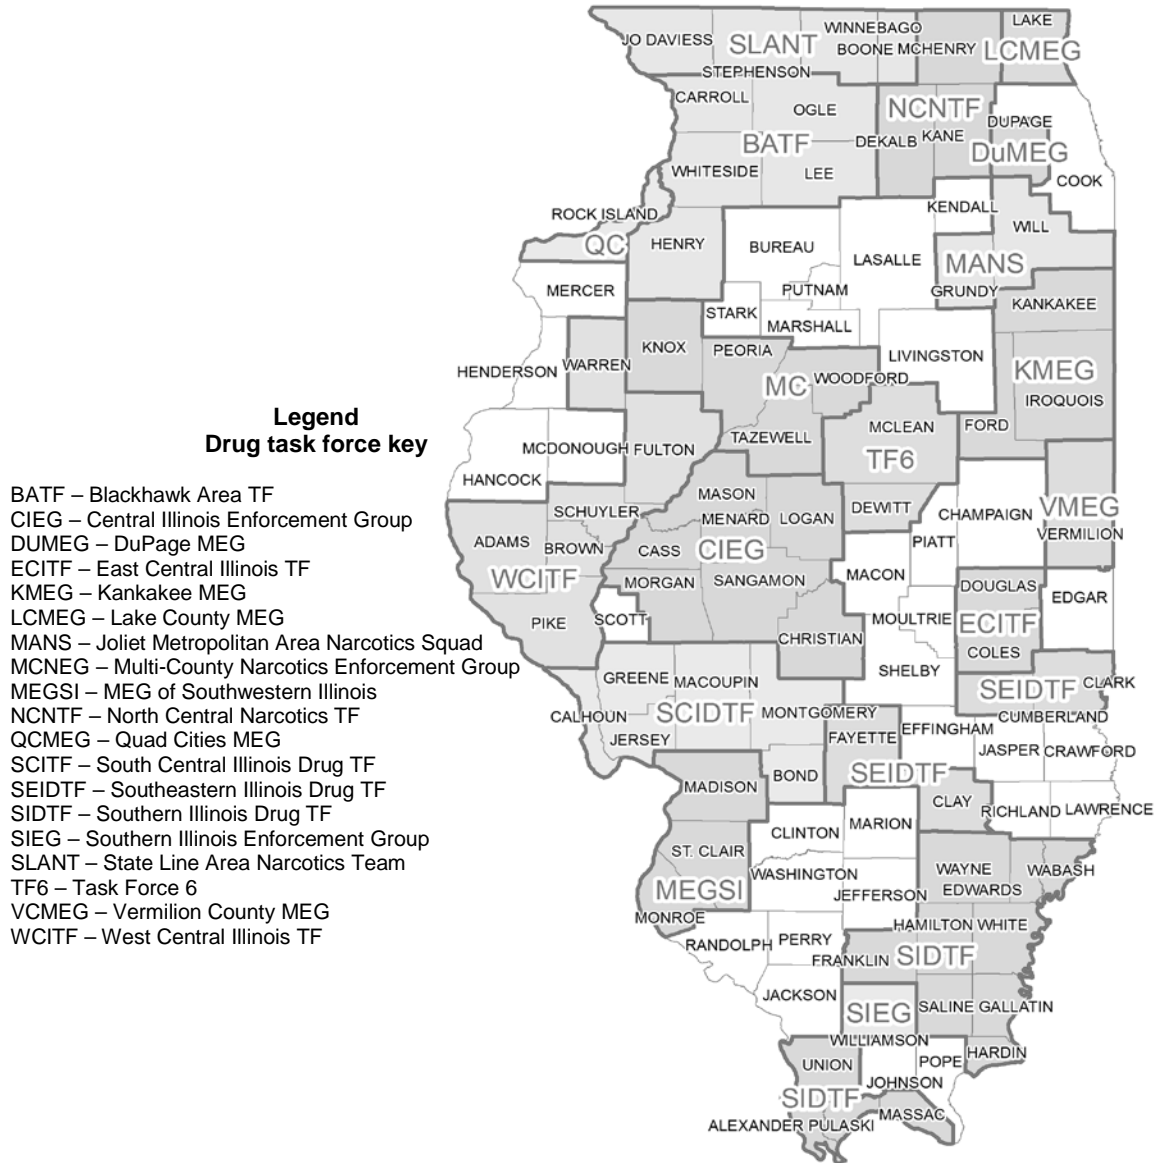 LAKE
WINNEBAGO
JO DAVIESS
SLANT
BOONE
MCHENRY
LCMEG
STEPHENSON
CARROLL
OGLE
NCNTF
DUPAGE
BATF
DEKALB
KANE
DuMEG
WHITESIDE
LEE
COOK
ROCK ISLAND
KENDALL
WILL
QC
HENRY
BUREAU
LASALLE
MANS
MERCER
PUTNAM
GRUNDY
KANKAKEE
STARK
MARSHALL
KNOX
PEORIA
LIVINGSTON
HENDERSON
WARREN
MC
WOODFORD
KMEG
IROQUOIS
Legend
Drug task force key
MCDONOUGH
FULTON
TAZEWELL
MCLEAN
FORD
TF6
HANCOCK
MASON
DEWITT
VMEG
SCHUYLER
MENARD
LOGAN
CHAMPAIGN
VERMILION
ADAMS
BROWN
CASS
CIEG
PIATT
WCITF
MORGAN
SANGAMON
MACON
DOUGLAS
EDGAR
PIKE
SCOTT
CHRISTIAN
MOULTRIE
ECITF
COLES
SHELBY
GREENE
MACOUPIN
SEIDTF
CLARK
CALHOUN
SCIDTF
MONTGOMERY
CUMBERLAND
JERSEY
FAYETTE
EFFINGHAM
JASPER
CRAWFORD
MADISON
BOND
SEIDTF
CLAY
RICHLAND
LAWRENCE
CLINTON
MARION
ST. CLAIR
WASHINGTON
WAYNE
WABASH
MEGSI
JEFFERSON
EDWARDS
MONROE
HAMILTON
WHITE
RANDOLPH
PERRY
FRANKLIN
SIDTF
JACKSON
SIEG
SALINE
GALLATIN
WILLIAMSON
UNION
POPE
HARDIN
JOHNSON
SIDTF
MASSAC
ALEXANDER
PULASKI
BATF – Blackhawk Area TF
CIEG – Central Illinois Enforcement Group
DUMEG – DuPage MEG
ECITF – East Central Illinois TF
KMEG – Kankakee MEG
LCMEG – Lake County MEG
MANS – Joliet Metropolitan Area Narcotics Squad
MCNEG – Multi-County Narcotics Enforcement Group
MEGSI – MEG of Southwestern Illinois
NCNTF – North Central Narcotics TF
QCMEG – Quad Cities MEG
SCITF – South Central Illinois Drug TF
SEIDTF – Southeastern Illinois Drug TF
SIDTF – Southern Illinois Drug TF
SIEG – Southern Illinois Enforcement Group
SLANT – State Line Area Narcotics Team
TF6 – Task Force 6
VCMEG – Vermilion County MEG
WCITF – West Central Illinois TF